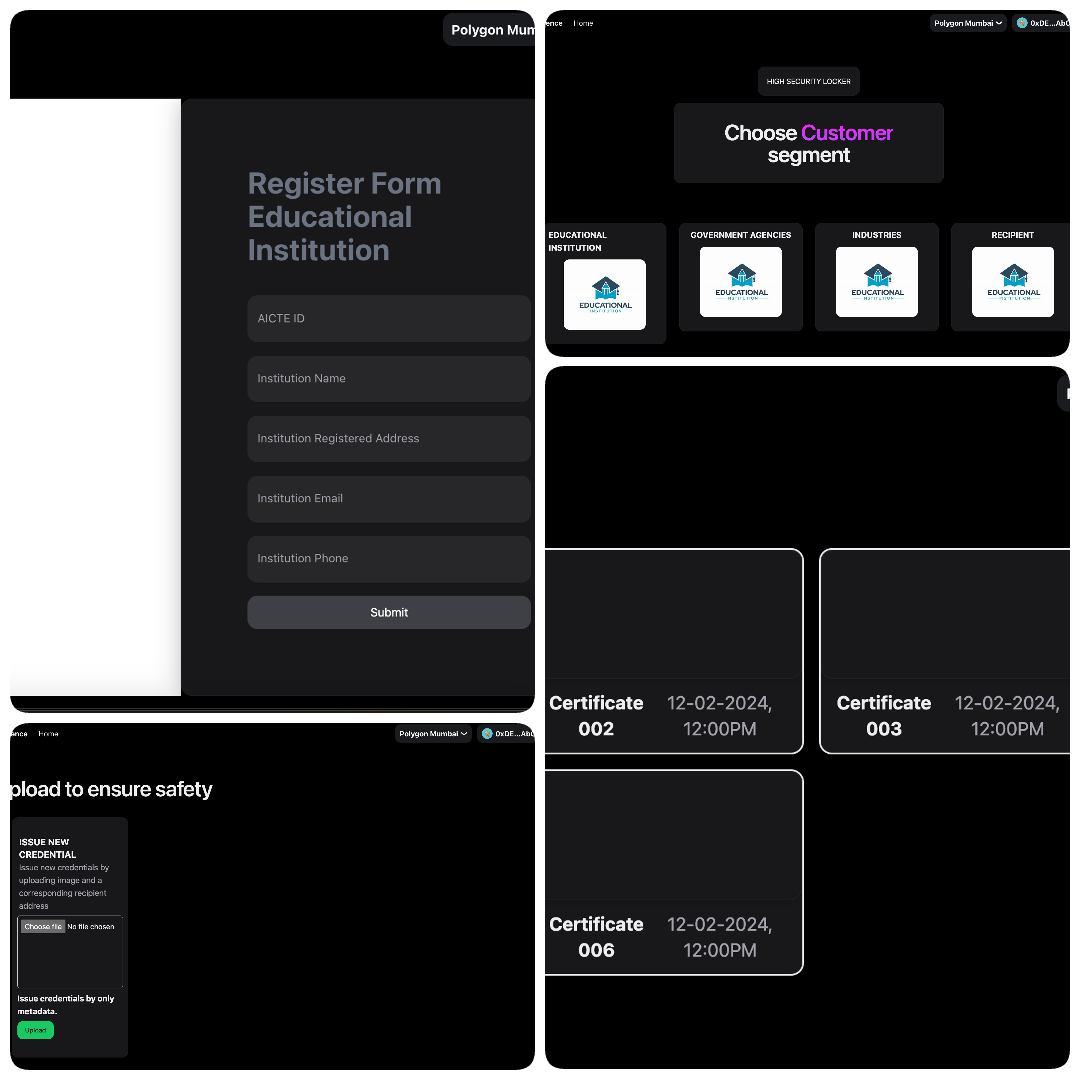 Polygon Mum
Register Form
Educational
Institution
AICTE ID
Institution Name
Institution Registered Address
Institution Email
Institution Phone
Submit
ence Home Polygon Mumbai 0xDE...AbC
HIGH SECURITY LOCKER
Choose Customer
segment
EDUCATIONAL
INSTITUTION
EDUCATIONAL
INSTITUTION
GOVERNMENT AGENCIES
EDUCATIONAL
INSTITUTION
INDUSTRIES
EDUCATIONAL
INSTITUTION
RECIPIENT
EDUCATIONAL
INSTITUTION
ence Home Polygon Mumbai 0xDE...AbC
pload to ensure safety
ISSUE NEW
CREDENTIAL
Issue new credentials by
uploading image and a
corresponding recipient
address
Choose file No file chosen
Issue credentials by only
metadata.
Upload
Certificate
002
12-02-2024,
12:00PM
Certificate
003
12-02-2024,
12:00PM
Certificate
006
12-02-2024,
12:00PM